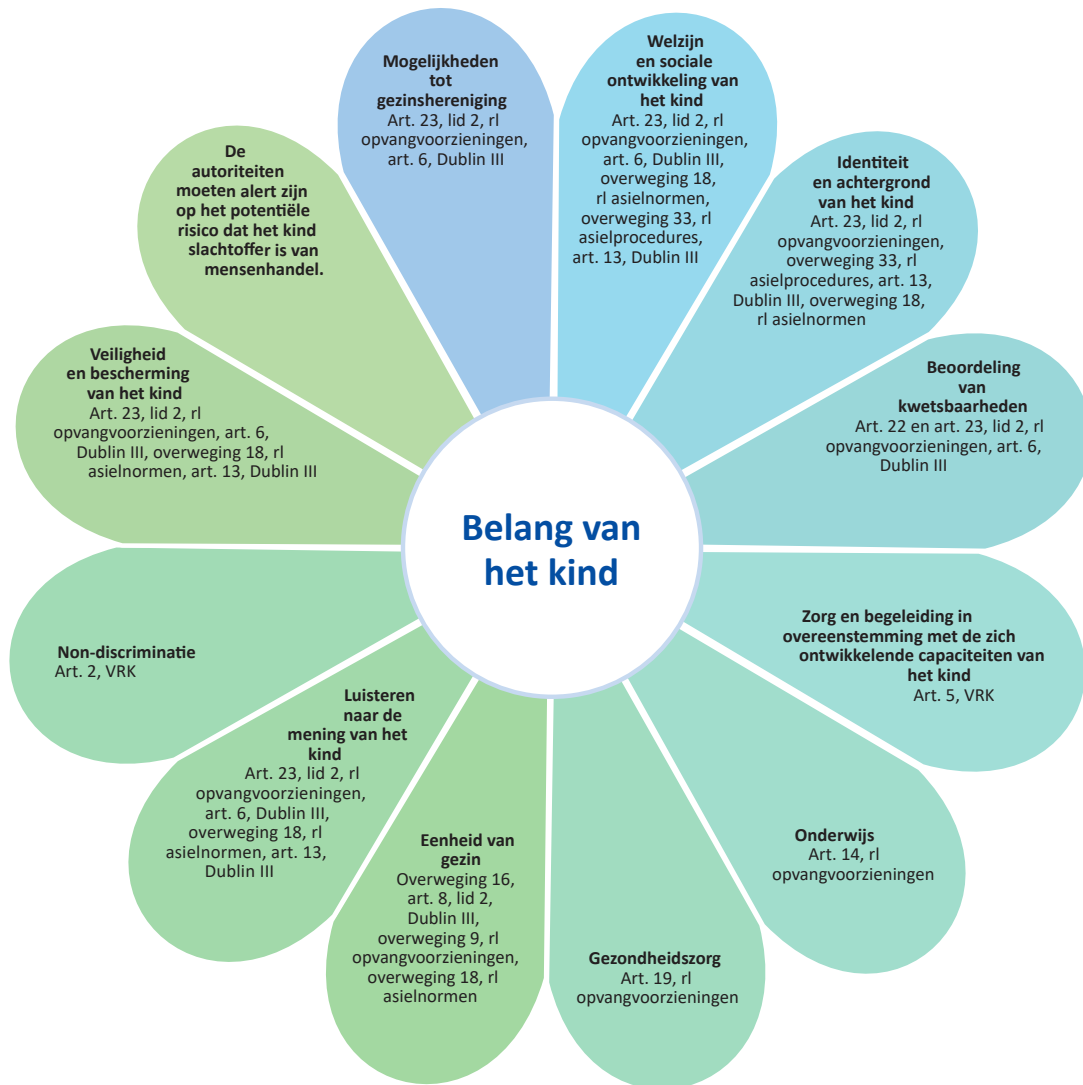 Mogelijkheden
tot
gezinshereniging
Art. 23, lid 2, rl
opvangvoorzieningen,
art. 6, Dublin III
Welzijn
en sociale
ontwikkeling van
het kind
Art. 23, lid 2, rl
opvangvoorzieningen,
art. 6, Dublin III,
overweging 18,
rl asielnormen,
overweging 33, rl
asielprocedures,
art. 13, Dublin III
Identiteit
en achtergrond
van het kind
Art. 23, lid 2, rl
opvangvoorzieningen,
overweging 33, rl
asielprocedures, art. 13,
Dublin III, overweging 18,
rl asielnormen
Beoordeling
van
kwetsbaarheden
Art. 22 en art. 23, lid 2, rl
opvangvoorzieningen, art. 6,
Dublin III
Zorg en begeleiding in
overeenstemming met de zich
ontwikkelende capaciteiten van
het kind
Art. 5, VRK
Onderwijs
Art. 14, rl
opvangvoorzieningen
Gezondheidszorg
Art. 19, rl
opvangvoorzieningen
Eenheid van
gezin
Overweging 16,
art. 8, lid 2,
Dublin III,
overweging 9, rl
opvangvoorzieningen,
overweging 18, rl
asielnormen
Luisteren
naar de
mening van het
kind
Art. 23, lid 2, rl
opvangvoorzieningen,
art. 6, Dublin III,
overweging 18, rl
asielnormen, art. 13,
Dublin III
Non-discriminatie
Art. 2, VRK
Veiligheid
en bescherming
van het kind
Art. 23, lid 2, rl
opvangvoorzieningen, art. 6,
Dublin III, overweging 18, rl
asielnormen, art. 13, Dublin III
De
autoriteiten
moeten alert zijn
op het potentiële
risico dat het kind
slachtoffer is van
mensenhandel.
Belang van
het kind